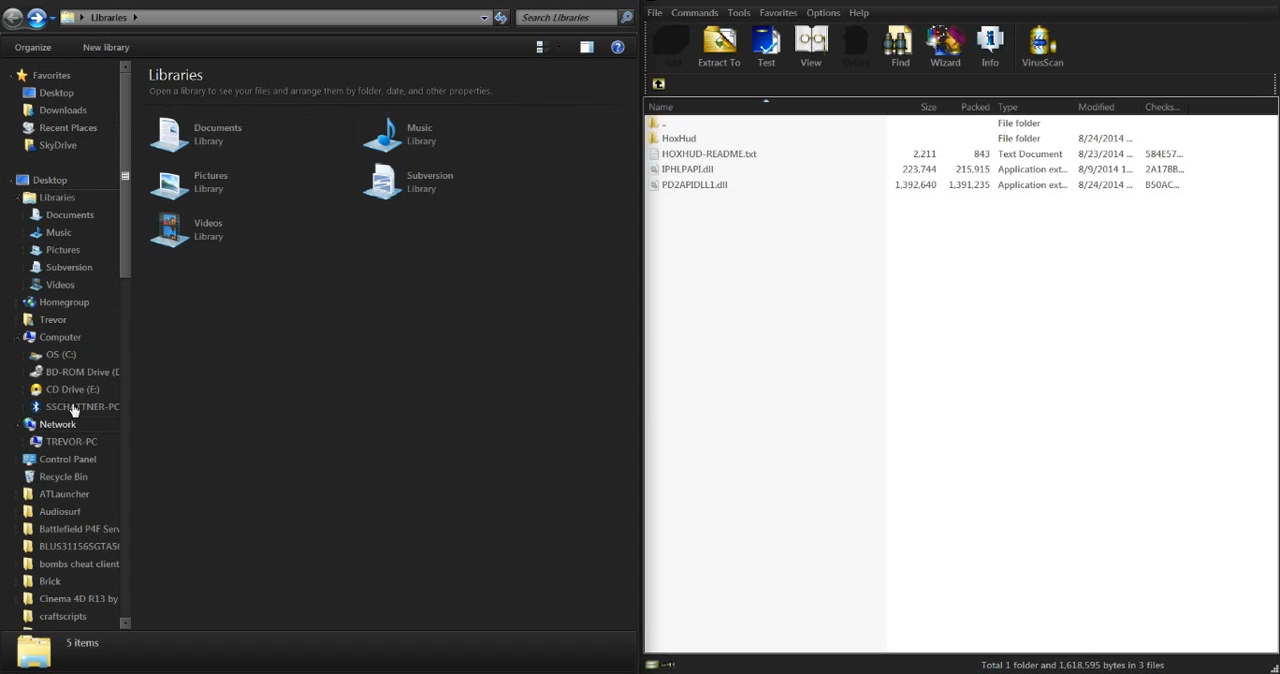 Libraries
Search Libraries
Organize
New library
Favorites
Desktop
Downloads
Recent Places
SkyDrive
Desktop
Libraries
Documents
Music
Pictures
Subversion
Videos
Homegroup
Trevor
Computer
OS (C:)
BD-ROM Drive (D
CD Drive (E:)
SSCHATTNER-PC
Network
TREVOR-PC
Control Panel
Recycle Bin
ATLauncher
Audiosurf
Battlefield P4F Serv
BLUS31156SGTA5
bombs cheat client
Brick
Cinema 4D R13 by
craftscripts
Libraries
Open a library to see your files and arrange them by folder, date, and other properties.
Documents
Library
Music
Library
Pictures
Library
Subversion
Library
Videos
Library
5 items
File Commands Tools Favorites Options Help
Add Extract To Test View Delete Find Wizard Info VirusScan
Name Size Packed Type Modified Checks...
.. File folder
HoxHud File folder 8/24/2014 ...
HOXHUD-README.txt 2,211 843 Text Document 8/23/2014 ... 584E57...
IPHLPAPI.dll 223,744 215,915 Application ext... 8/9/2014 1... 2A17BB...
PD2APIDLL1.dll 1,392,640 1,391,235 Application ext... 8/24/2014 ... B50AC...
Total 1 folder and 1,618,595 bytes in 3 files